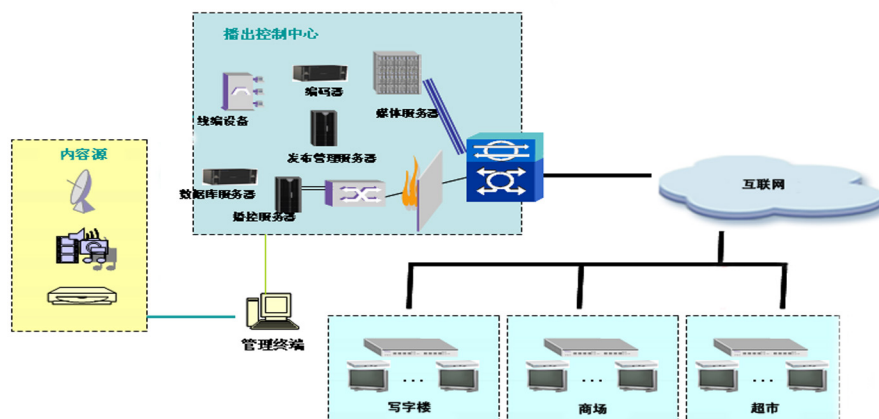 播出控制中心
编码器
线编设备
媒体服务器
发布管理服务器
内容源
数据库服务器
播控服务器
互联网
管理终端
写字楼
商场
超市